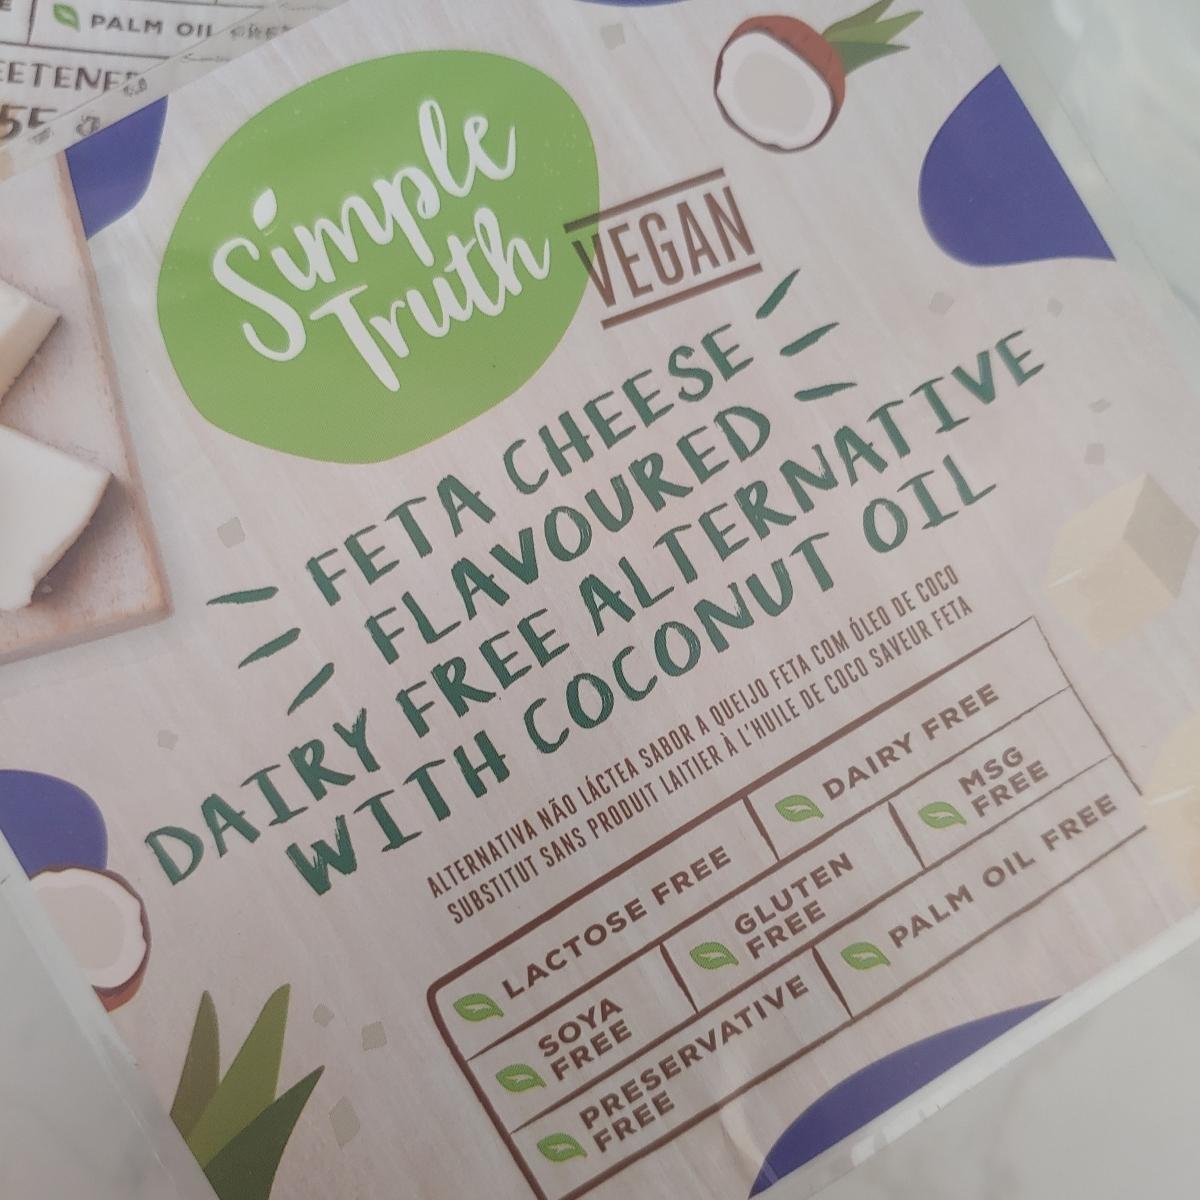 PALM OIL FREE
55
Simple
Truth
VEGAN
FETA CHEESE
FLAVOURED
DAIRY FREE ALTERNATIVE
WITH COCONUT OIL
ALTERNATIVA NÃO LÁCTEA SABOR A QUEIJO FETA COM ÓLEO DE COCO
SUBSTITUT SANS PRODUIT LAITIER À L'HUILE DE COCO SAVEUR FETA
LACTOSE FREE
DAIRY FREE
SOYA
FREE
GLUTEN
FREE
MSG
FREE
PRESERVATIVE
FREE
PALM OIL FREE